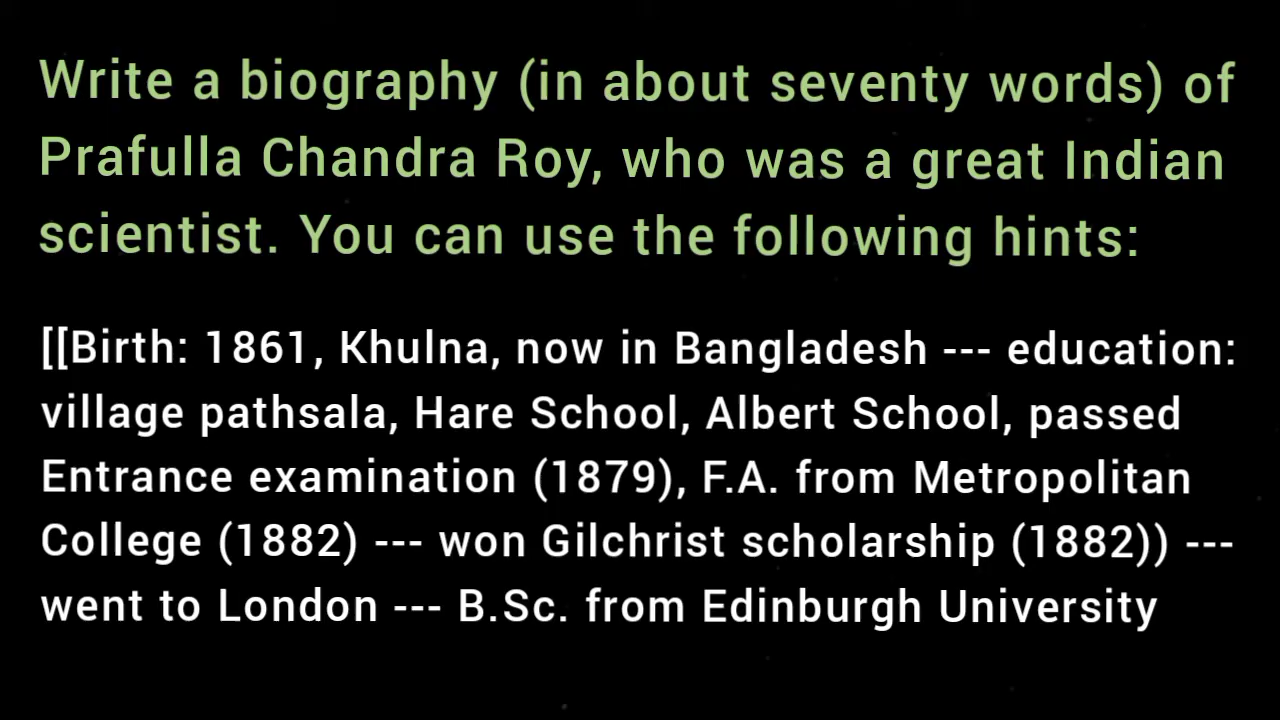 Write a biography (in about seventy words) of
Prafulla Chandra Roy, who was a great Indian
scientist. You can use the following hints:
[[Birth: 1861, Khulna, now in Bangladesh --- education:
village pathsala, Hare School, Albert School, passed
Entrance examination (1879), F.A. from Metropolitan
College (1882) --- won Gilchrist scholarship (1882)) ---
went to London --- B.Sc. from Edinburgh University